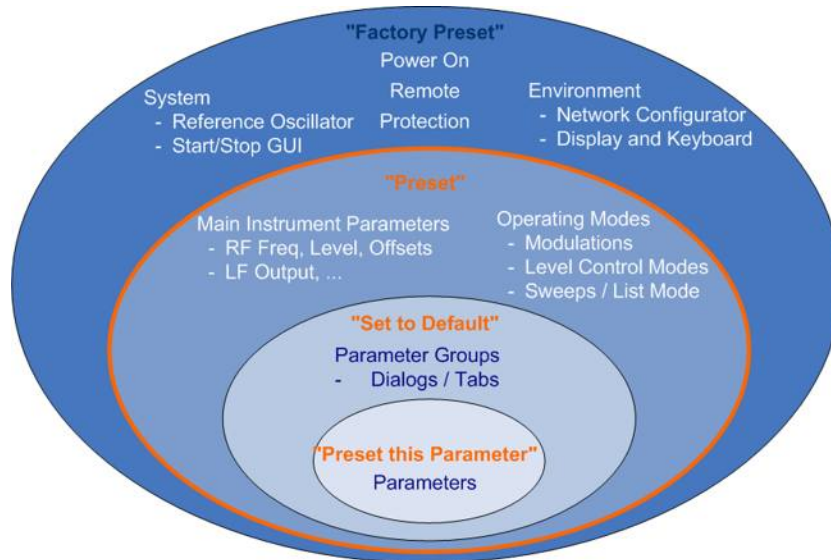 "Factory Preset"
Power On
Remote
Protection
System
- Reference Oscillator
- Start/Stop GUI
Environment
- Network Configurator
- Display and Keyboard
"Preset"
Main Instrument Parameters
- RF Freq, Level, Offsets
- LF Output, ...
Operating Modes
- Modulations
- Level Control Modes
- Sweeps / List Mode
"Set to Default"
Parameter Groups
- Dialogs / Tabs
"Preset this Parameter"
Parameters